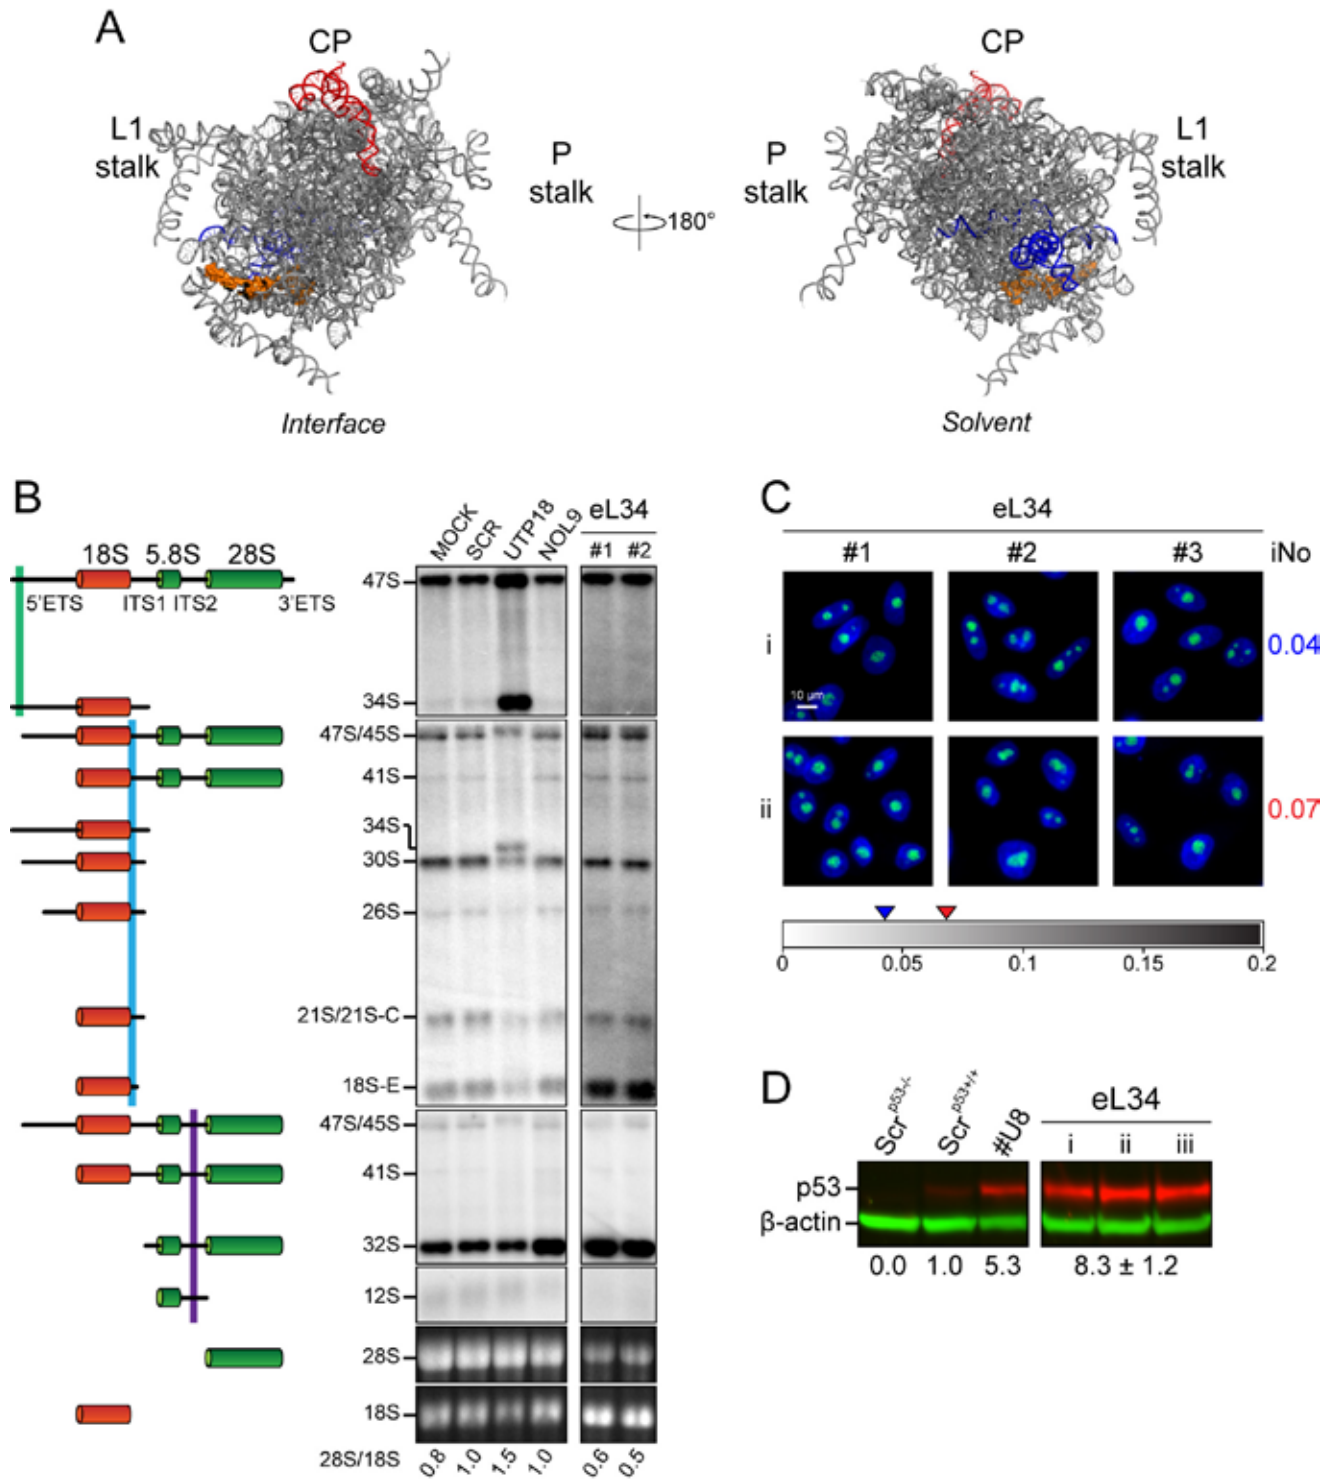 A
CP
L1
stalk
P
stalk
Interface
180°
CP
P
stalk
L1
stalk
Solvent
B
18S 5.8S 28S
5'ETS ITS1 ITS2 3'ETS
MOCK SCR UTP18 NOL9 eL34
#1 #2
47S
34S
47S/45S
41S
34S
30S
26S
21S/21S-C
18S-E
47S/45S
41S
32S
12S
28S
18S
28S/18S 0.8 1.0 1.5 1.0 0.6 0.5
C
eL34
#1 #2 #3 iNo
i 0.04
10 μm
ii 0.07
0 0.05 0.1 0.15 0.2
D
Scr p53-/- Scr p53+/+ #U8 eL34
i ii iii
p53
β-actin
0.0 1.0 5.3 8.3 ± 1.2